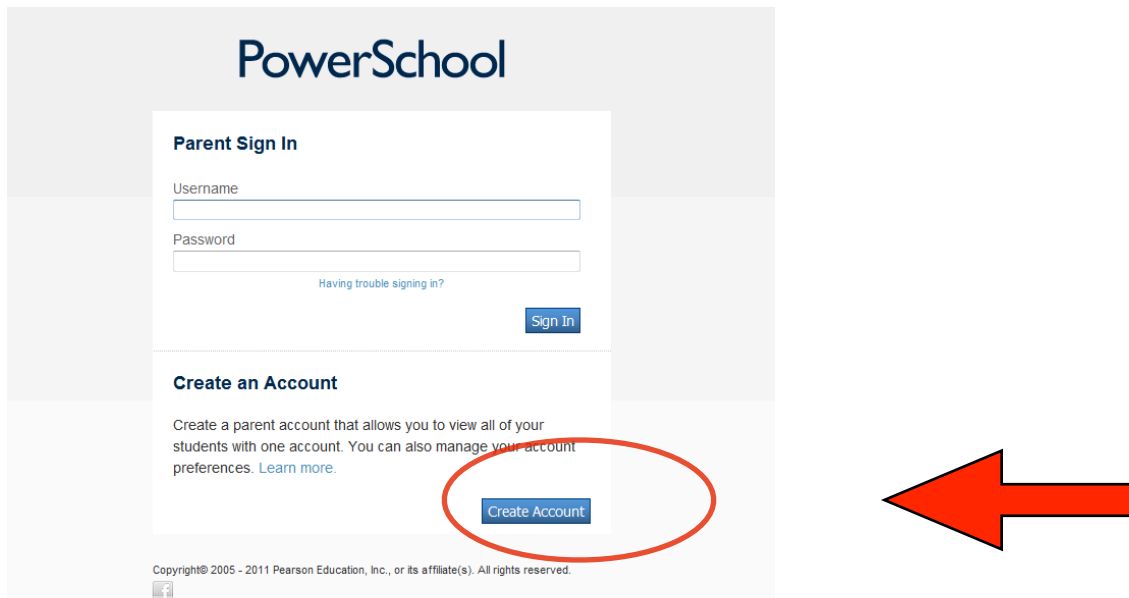 PowerSchool
Parent Sign In
Username
Password
Having trouble signing in?
Sign In
Create an Account
Create a parent account that allows you to view all of your
students with one account. You can also manage your account
preferences. Learn more.
Create Account
Copyright© 2005 - 2011 Pearson Education, Inc., or its affiliate(s). All rights reserved.